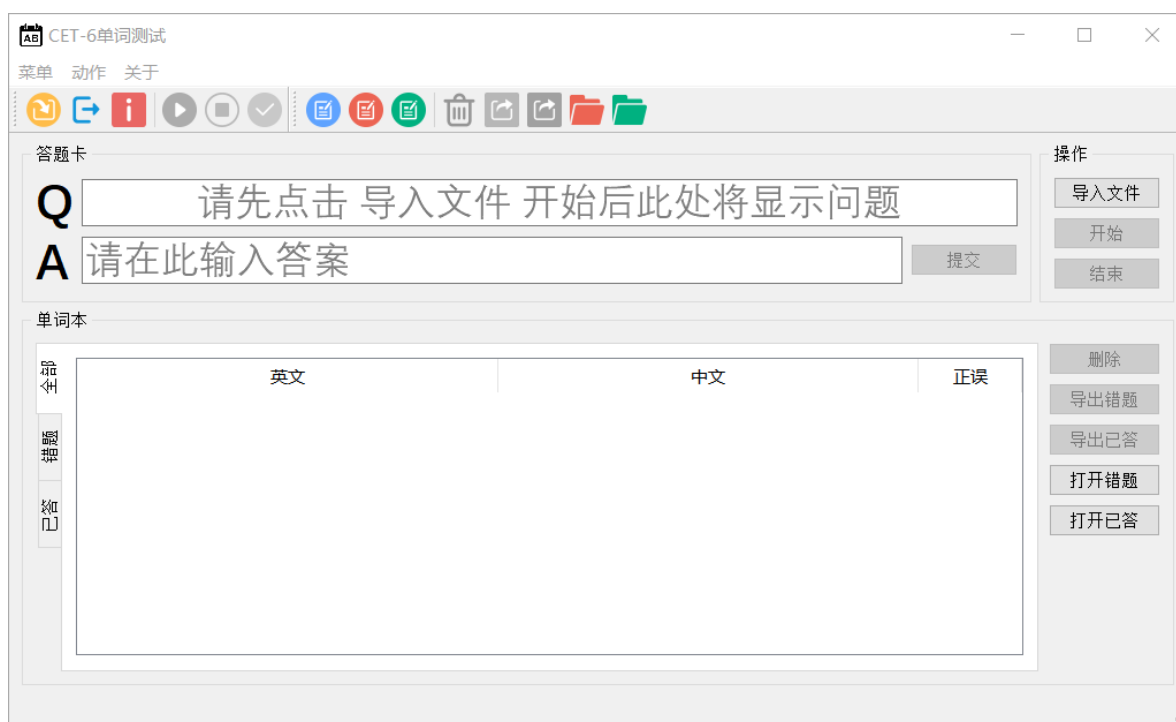 CET-6单词测试
菜单 动作 关于
答题卡
Q 请先点击 导入文件 开始后此处将显示问题
A 请在此输入答案 提交
操作
导入文件
开始
结束
单词本
全部
错题
已答
英文 中文 正误
删除
导出错题
导出已答
打开错题
打开已答